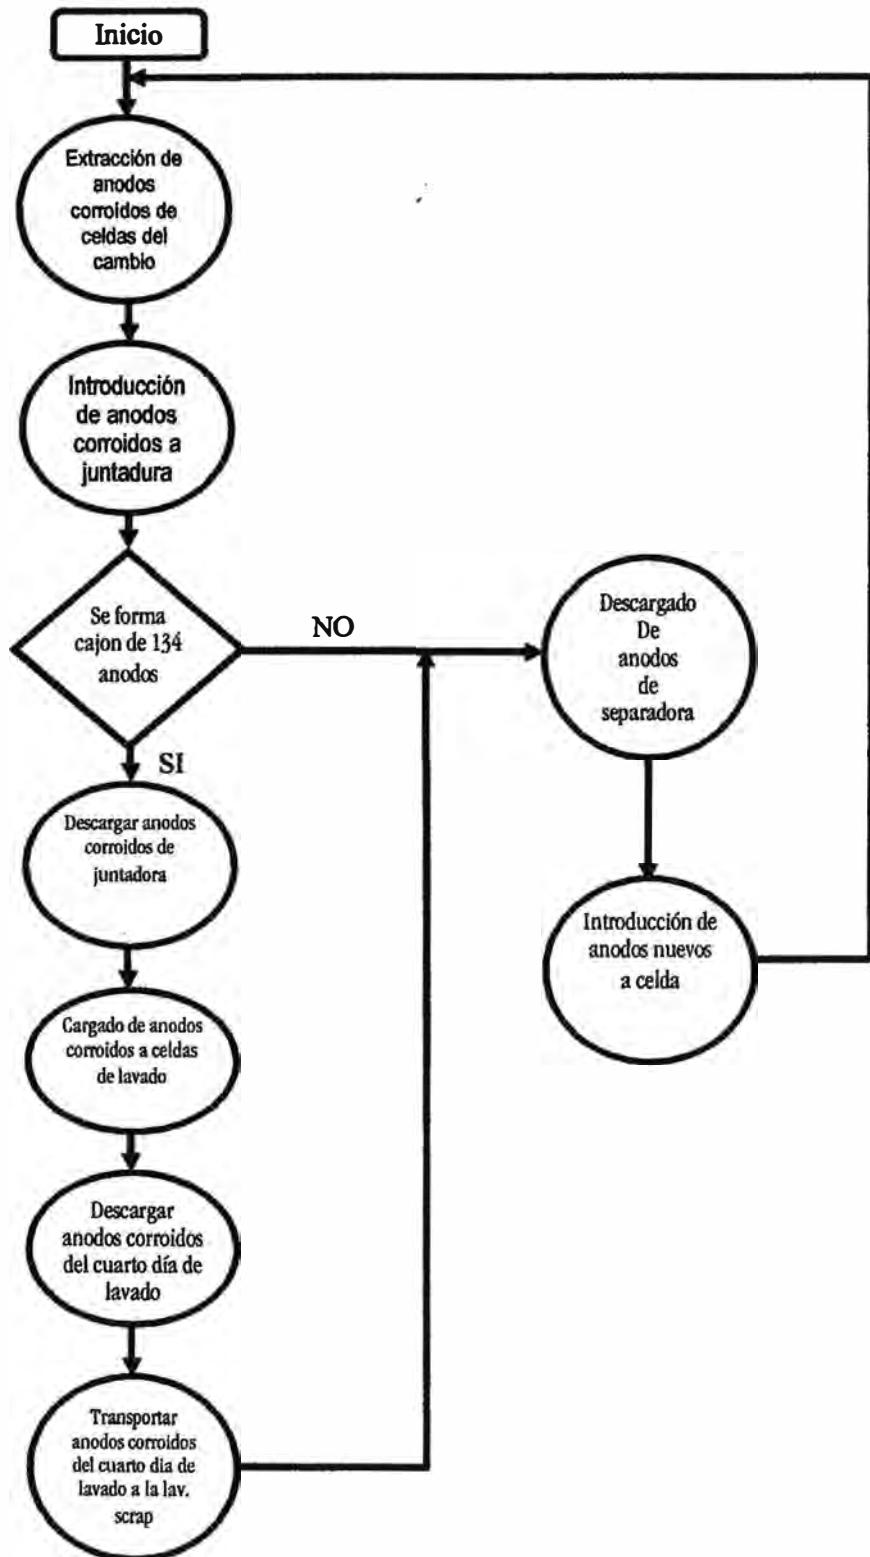 Inicio
Extracción de
anodos
corroidos de
celdas del
cambio
Introducción
de anodos
corroidos a
juntadura
Se forma
cajon de 134
anodos
NO
SI
Descargar anodos
corroidos de
juntadora
Cargado de anodos
corroidos a celdas
de lavado
Descargar
anodos corroidos
del cuarto día de
lavado
Transportar
anodos corroidos
del cuarto dia de
lavado a la lav.
scrap
Descargado
De
anodos
de
separadora
Introducción de
anodos nuevos
a celda